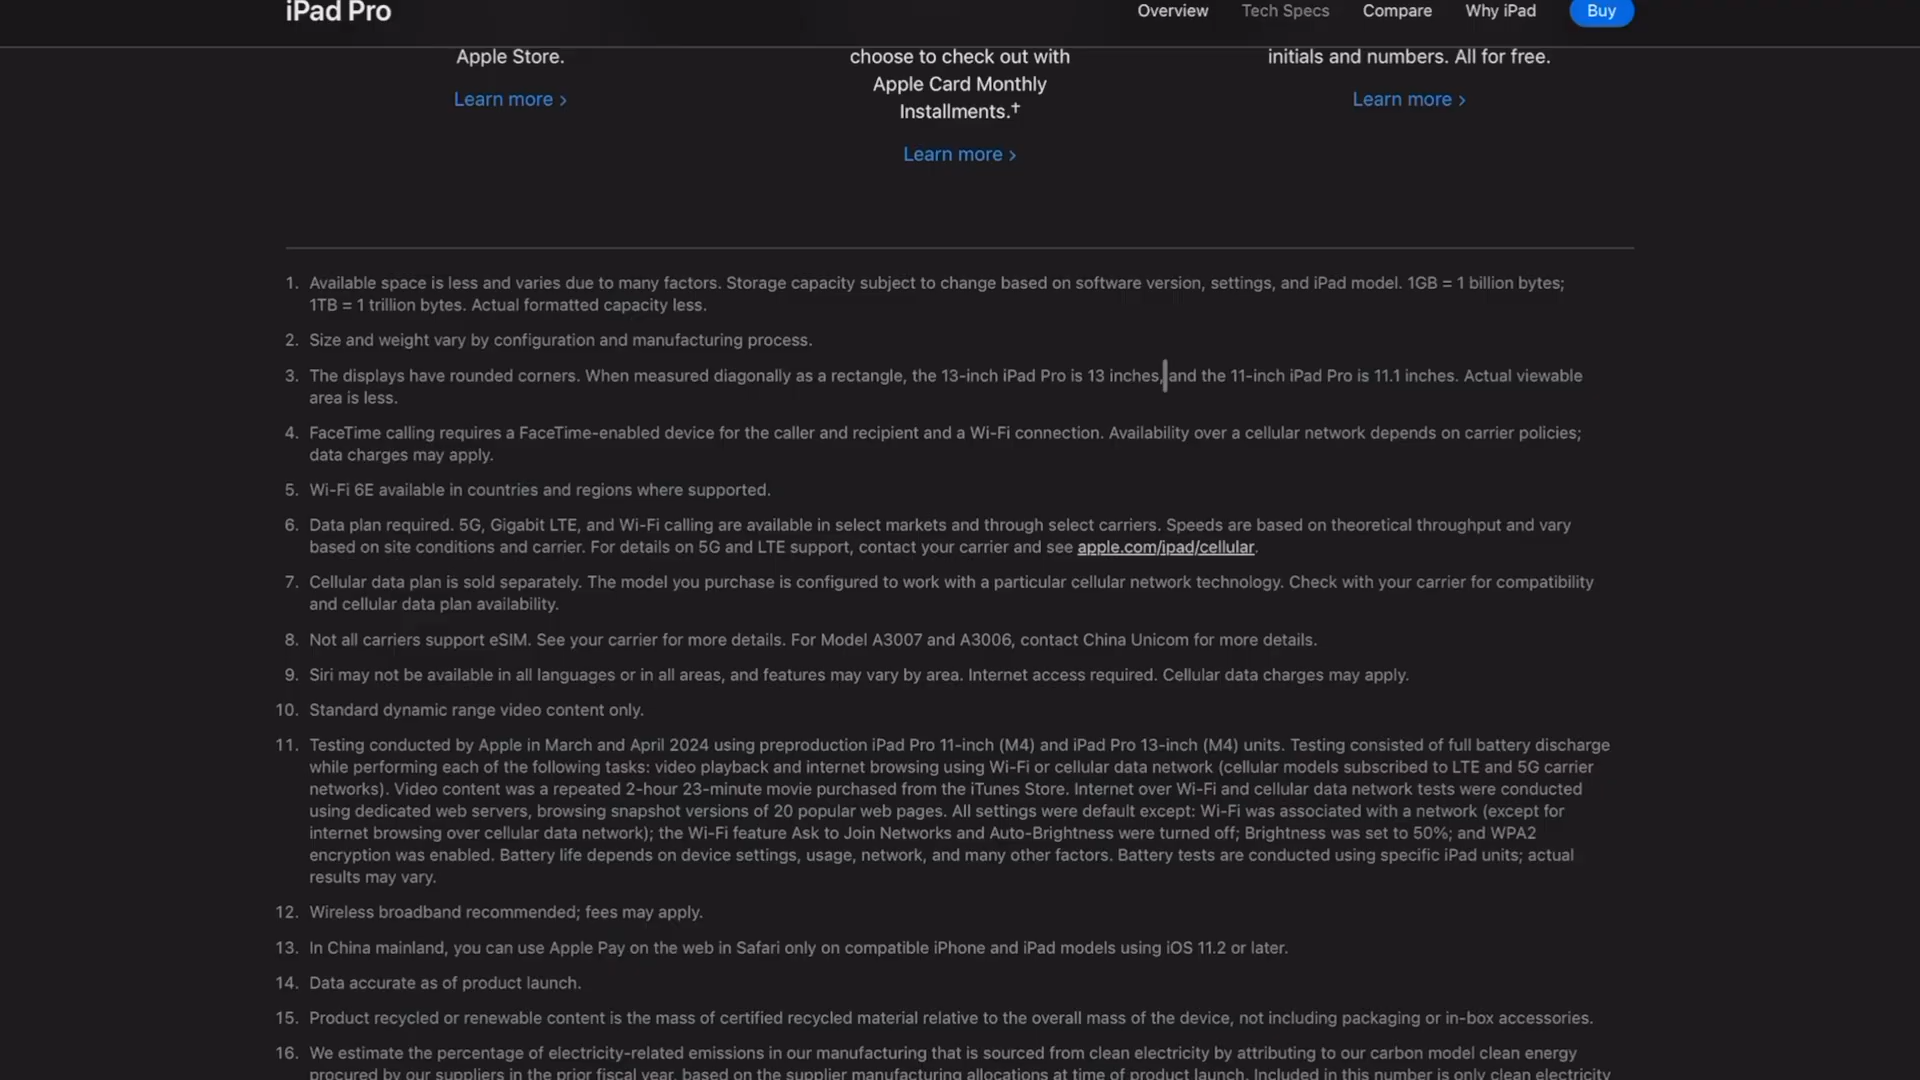 iPad Pro
Overview
Tech Specs
Compare
Why iPad
Buy
Apple Store.
Learn more >
choose to check out with
Apple Card Monthly
Installments.†
Learn more >
initials and numbers. All for free.
Learn more >
1. Available space is less and varies due to many factors. Storage capacity subject to change based on software version, settings, and iPad model. 1GB = 1 billion bytes;
1TB = 1 trillion bytes. Actual formatted capacity less.
2. Size and weight vary by configuration and manufacturing process.
3. The displays have rounded corners. When measured diagonally as a rectangle, the 13-inch iPad Pro is 13 inches, and the 11-inch iPad Pro is 11.1 inches. Actual viewable
area is less.
4. FaceTime calling requires a FaceTime-enabled device for the caller and recipient and a Wi-Fi connection. Availability over a cellular network depends on carrier policies;
data charges may apply.
5. Wi-Fi 6E available in countries and regions where supported.
6. Data plan required. 5G, Gigabit LTE, and Wi-Fi calling are available in select markets and through select carriers. Speeds are based on theoretical throughput and vary
based on site conditions and carrier. For details on 5G and LTE support, contact your carrier and see apple.com/ipad/cellular.
7. Cellular data plan is sold separately. The model you purchase is configured to work with a particular cellular network technology. Check with your carrier for compatibility
and cellular data plan availability.
8. Not all carriers support eSIM. See your carrier for more details. For Model A3007 and A3006, contact China Unicom for more details.
9. Siri may not be available in all languages or in all areas, and features may vary by area. Internet access required. Cellular data charges may apply.
10. Standard dynamic range video content only.
11. Testing conducted by Apple in March and April 2024 using preproduction iPad Pro 11-inch (M4) and iPad Pro 13-inch (M4) units. Testing consisted of full battery discharge
while performing each of the following tasks: video playback and internet browsing using Wi-Fi or cellular data network (cellular models subscribed to LTE and 5G carrier
networks). Video content was a repeated 2-hour 23-minute movie purchased from the iTunes Store. Internet over Wi-Fi and cellular data network tests were conducted
using dedicated web servers, browsing snapshot versions of 20 popular web pages. All settings were default except: Wi-Fi was associated with a network (except for
internet browsing over cellular data network); the Wi-Fi feature Ask to Join Networks and Auto-Brightness were turned off; Brightness was set to 50%; and WPA2
encryption was enabled. Battery life depends on device settings, usage, network, and many other factors. Battery tests are conducted using specific iPad units; actual
results may vary.
12. Wireless broadband recommended; fees may apply.
13. In China mainland, you can use Apple Pay on the web in Safari only on compatible iPhone and iPad models using iOS 11.2 or later.
14. Data accurate as of product launch.
15. Product recycled or renewable content is the mass of certified recycled material relative to the overall mass of the device, not including packaging or in-box accessories.
16. We estimate the percentage of electricity-related emissions in our manufacturing that is sourced from clean electricity by attributing to our carbon model clean energy
procured by our suppliers in the prior fiscal year, based on the supplier manufacturing allocations at time of product launch. Included in this number is only clean electricity